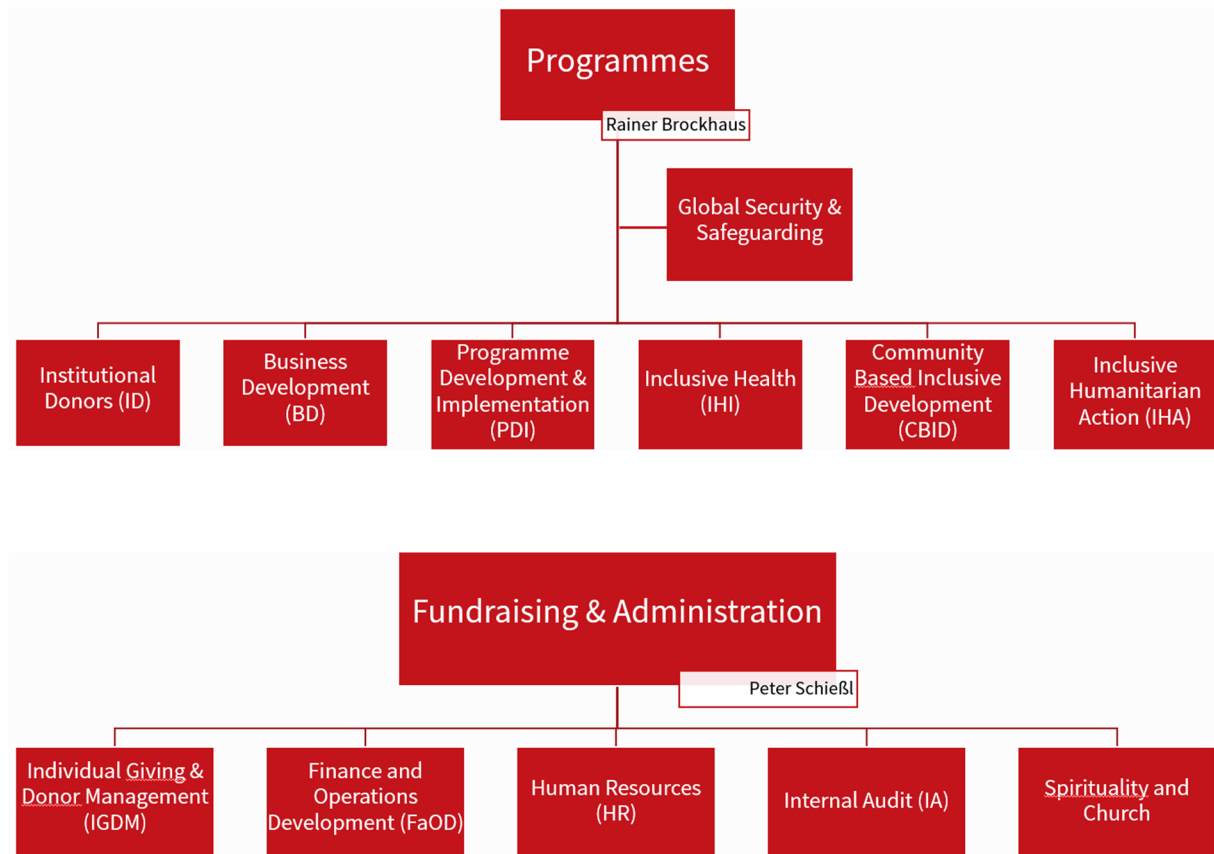 Programmes
Rainer Brockhaus
Global Security &
Safeguarding
Institutional
Donors (ID)
Business
Development
(BD)
Programme
Development &
Implementation
(PDI)
Inclusive Health
(IHI)
Community
Based Inclusive
Development
(CBID)
Inclusive
Humanitarian
Action (IHA)
Fundraising & Administration
Peter Schießl
Individual Giving &
Donor Management
(IGDM)
Finance and
Operations
Development (FaOD)
Human Resources
(HR)
Internal Audit (IA)
Spirituality and
Church